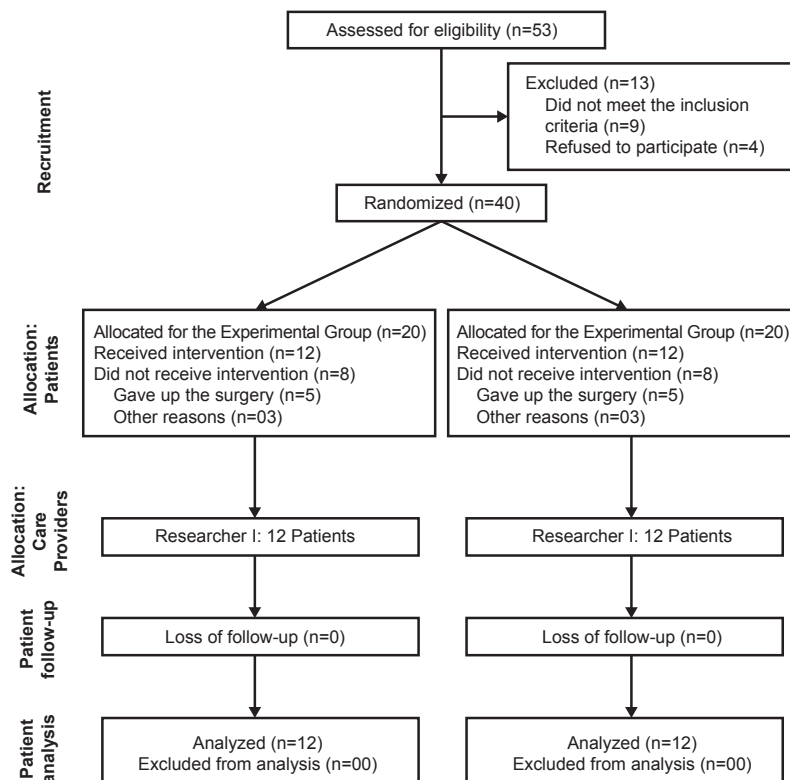 Assessed for eligibility (n=53)
Excluded (n=13)
Did not meet the inclusion
criteria (n=9)
Refused to participate (n=4)
Recruitment
Randomized (n=40)
Allocation:
Patients
Allocated for the Experimental Group (n=20)
Received intervention (n=12)
Did not receive intervention (n=8)
Gave up the surgery (n=5)
Other reasons (n=03)
Allocated for the Experimental Group (n=20)
Received intervention (n=12)
Did not receive intervention (n=8)
Gave up the surgery (n=5)
Other reasons (n=03)
Allocation:
Care
Providers
Researcher I: 12 Patients
Researcher I: 12 Patients
Patient
follow-up
Loss of follow-up (n=0)
Loss of follow-up (n=0)
Patient
analysis
Analyzed (n=12)
Excluded from analysis (n=00)
Analyzed (n=12)
Excluded from analysis (n=00)